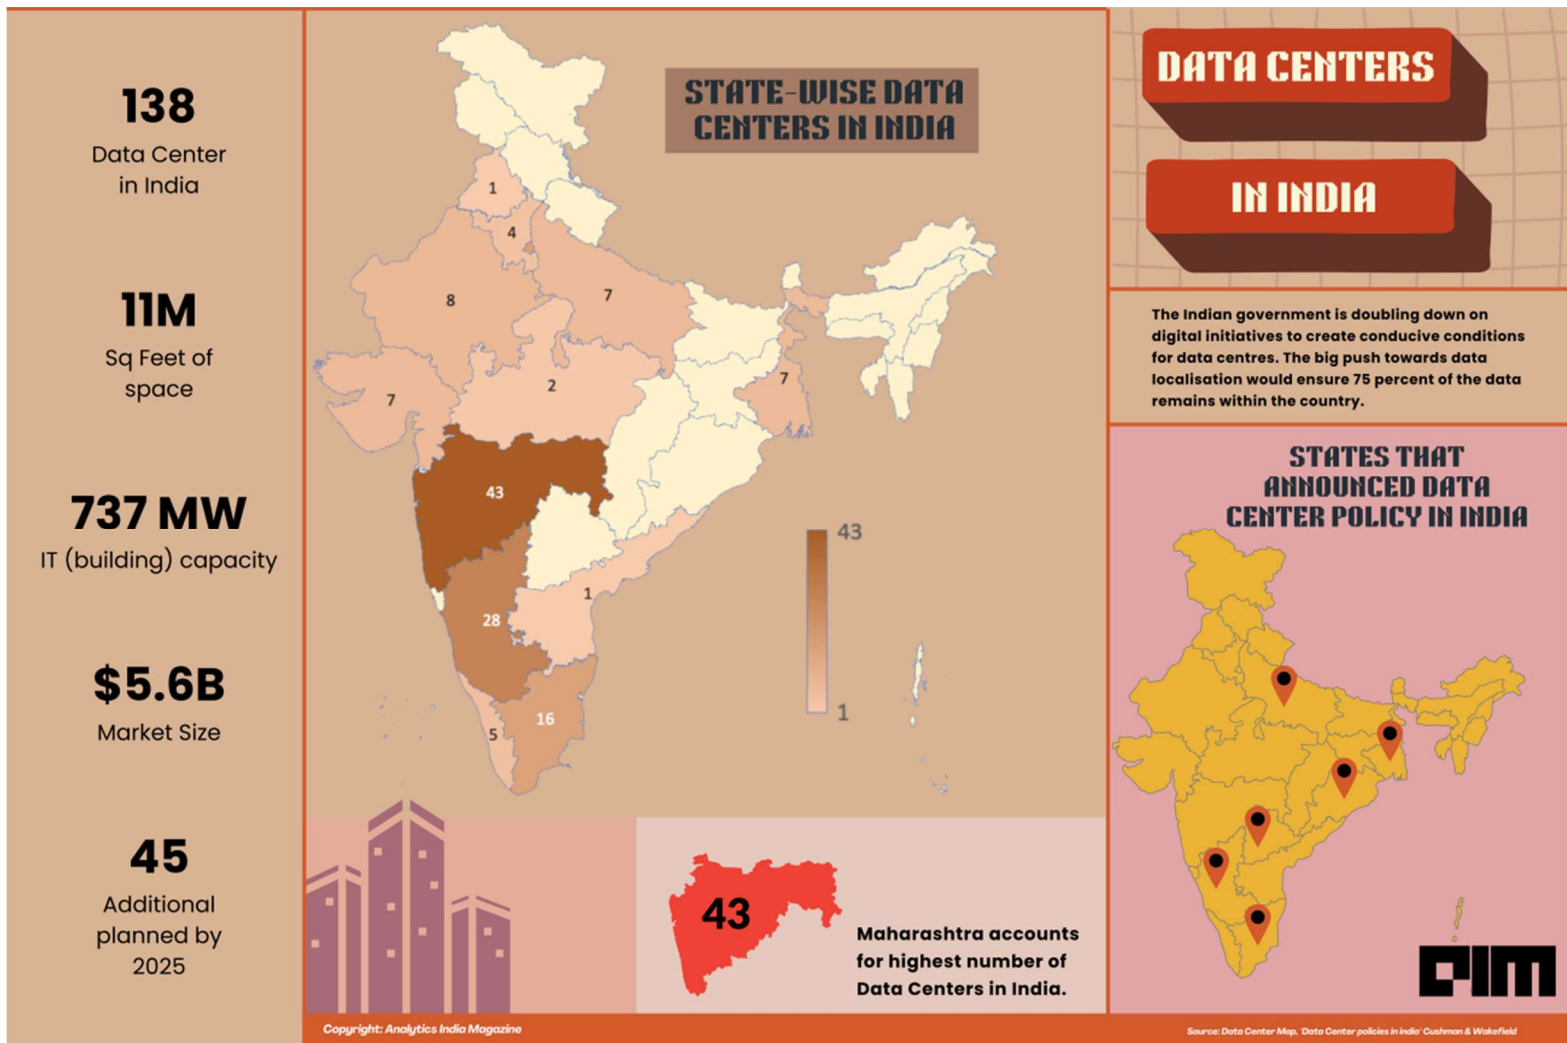 138
Data Center
in India
11M
Sq Feet of
space
737 MW
IT (building) capacity
$5.6B
Market Size
45
Additional
planned by
2025
STATE-WISE DATA
CENTERS IN INDIA
1
4
8
7
7
2
7
43
1
28
16
5
43
1
43
Maharashtra accounts
for highest number of
Data Centers in India.
Copyright: Analytics India Magazine
DATA CENTERS
IN INDIA
The Indian government is doubling down on
digital initiatives to create conducive conditions
for data centres. The big push towards data
localisation would ensure 75 percent of the data
remains within the country.
STATES THAT
ANNOUNCED DATA
CENTER POLICY IN INDIA
AIM
Source: Data Center Map, 'Data Center policies in india' Cushman & Wakefield